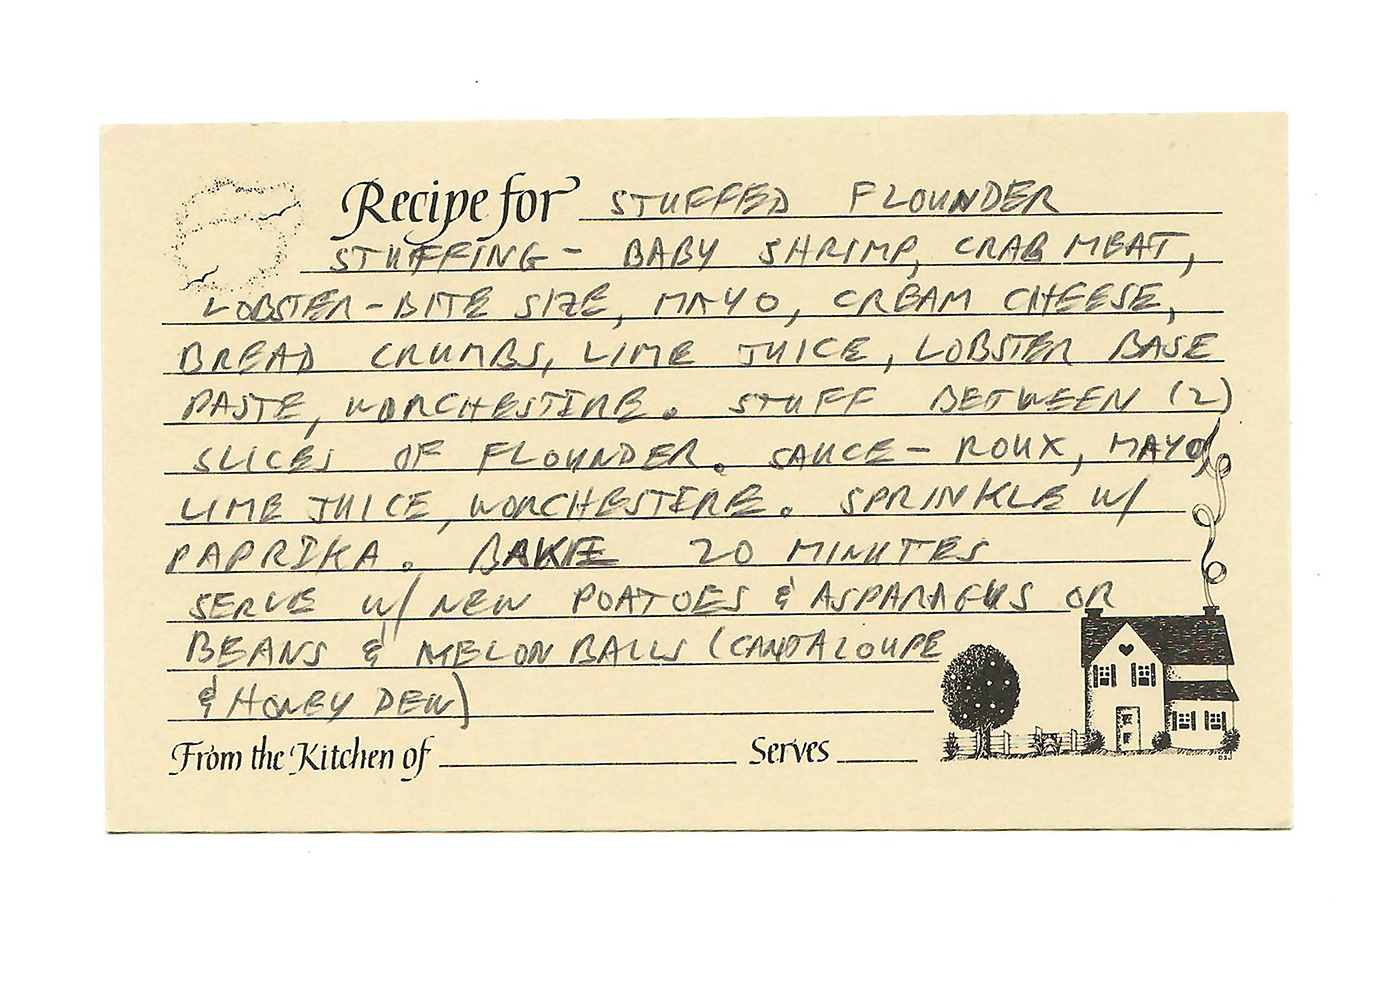 Recipe for STUFFED FLOUNDER
STUFFING - BABY SHRIMP, CRAB MEAT,
LOBSTER-BITE SIZE, MAYO, CREAM CHEESE,
BREAD CRUMBS, LIME JUICE, LOBSTER BASE
PASTE, WORCHESTIRE. STUFF BETWEEN (2)
SLICES OF FLOUNDER. SAUCE - ROUX, MAYO,
LIME JUICE, WORCHESTERE. SPRINKLE W/
PAPRIKA. BAKE 20 MINUTES
SERVE W/ NEW POATOES & ASPARAGUS OR
BEANS & MELON BALLS (CANTALOUPE
& HONEY DEW)
From the Kitchen of Serves
DSJ